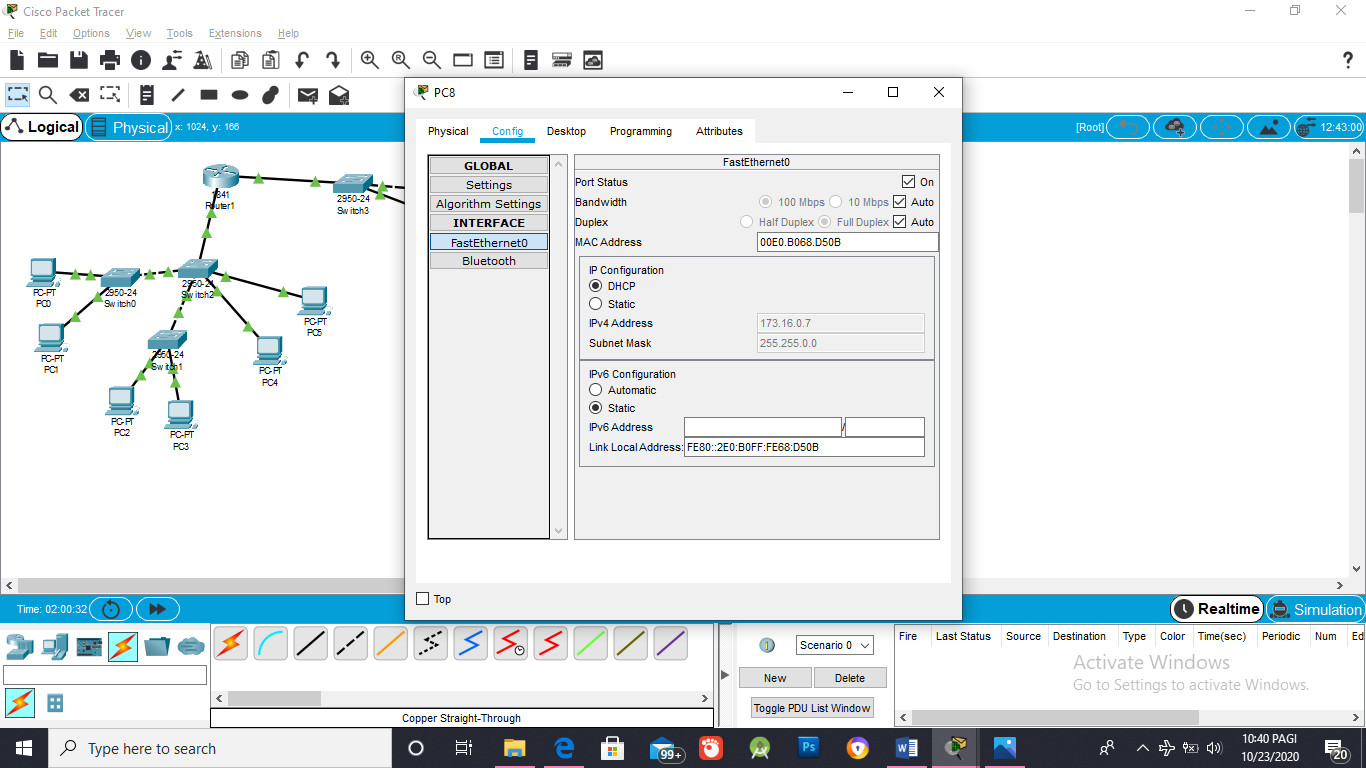 Cisco Packet Tracer
File Edit Options View Tools Extensions Help
?
Logical
Physical x: 1024, y: 166
[Root]
12:43:00
1841
Router1
2950-24
Switch3
2950-24
Switch2
PC-PT
PC0
2950-24
Switch0
PC-PT
PC1
2950-24
Switch1
PC-PT
PC5
PC-PT
PC4
PC-PT
PC2
PC-PT
PC3
PC8
Physical Config Desktop Programming Attributes
GLOBAL
Settings
Algorithm Settings
INTERFACE
FastEthernet0
Bluetooth
FastEthernet0
Port Status On
Bandwidth 100 Mbps 10 Mbps Auto
Duplex Half Duplex Full Duplex Auto
MAC Address 00E0.B068.D50B
IP Configuration
DHCP
Static
IPv4 Address 173.16.0.7
Subnet Mask 255.255.0.0
IPv6 Configuration
Automatic
Static
IPv6 Address /
Link Local Address: FE80::2E0:B0FF:FE68:D50B
Top
Time: 02:00:32
Realtime
Simulation
Copper Straight-Through
Scenario 0
New Delete
Toggle PDU List Window
Fire Last Status Source Destination Type Color Time(sec) Periodic Num Ed
Activate Windows
Go to Settings to activate Windows.
Type here to search
99+
Ps
10:40 PAGI
10/23/2020
20